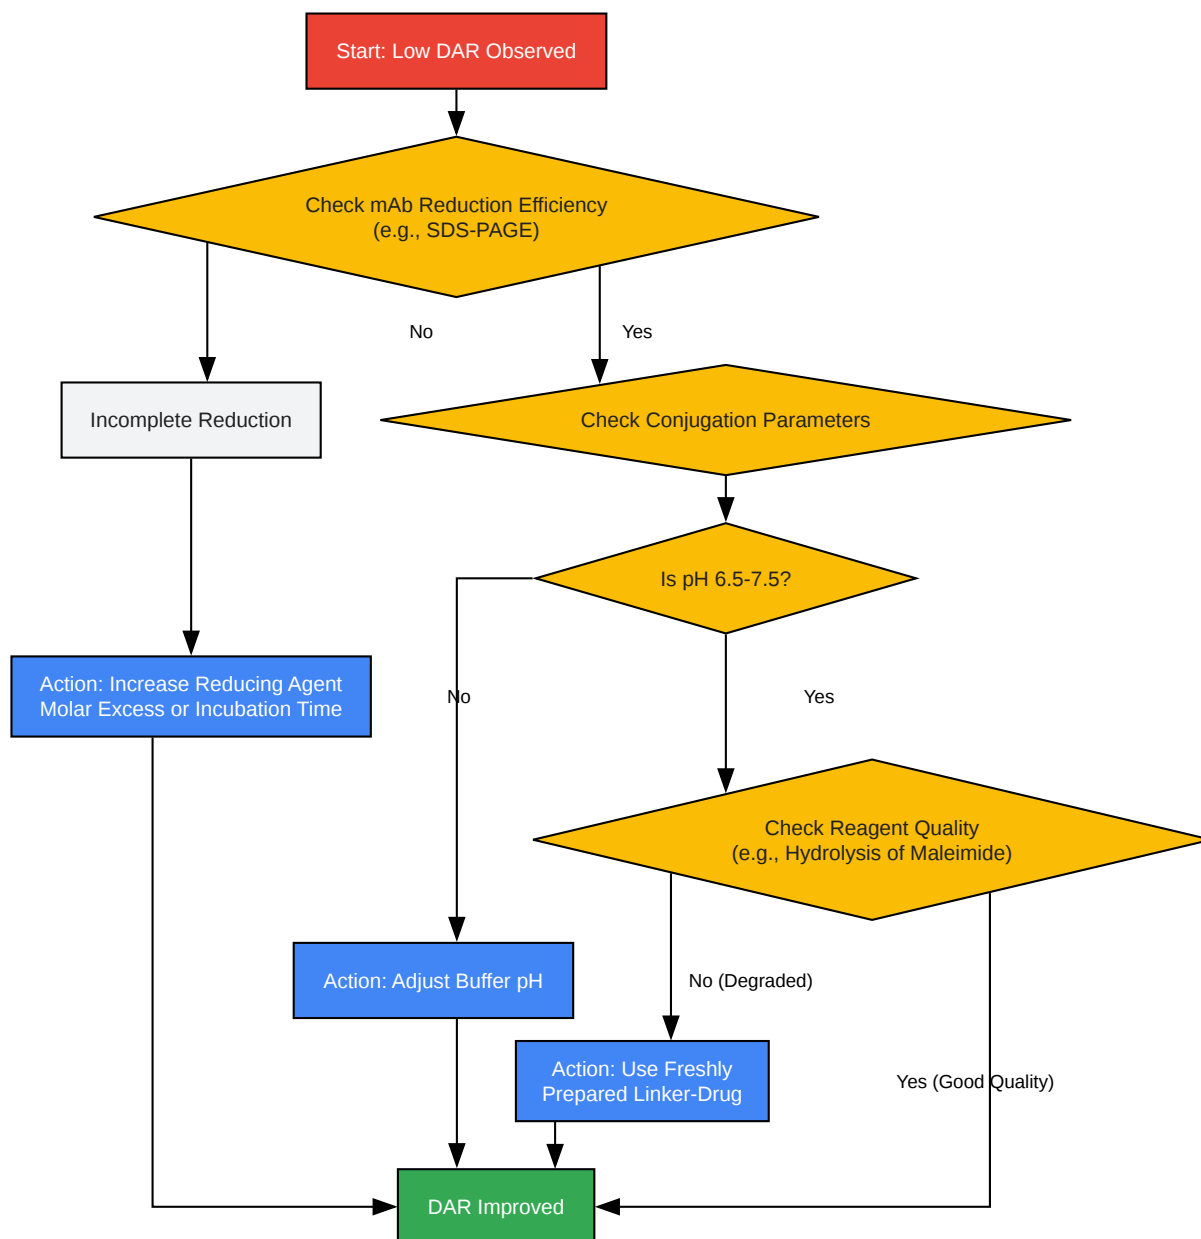 Start: Low DAR Observed
Check mAb Reduction Efficiency
(e.g., SDS-PAGE)
No
Yes
Incomplete Reduction
Check Conjugation Parameters
Is pH 6.5-7.5?
Action: Increase Reducing Agent
Molar Excess or Incubation Time
No
Yes
Check Reagent Quality
(e.g., Hydrolysis of Maleimide)
Action: Adjust Buffer pH
No (Degraded)
Action: Use Freshly
Prepared Linker-Drug
Yes (Good Quality)
DAR Improved